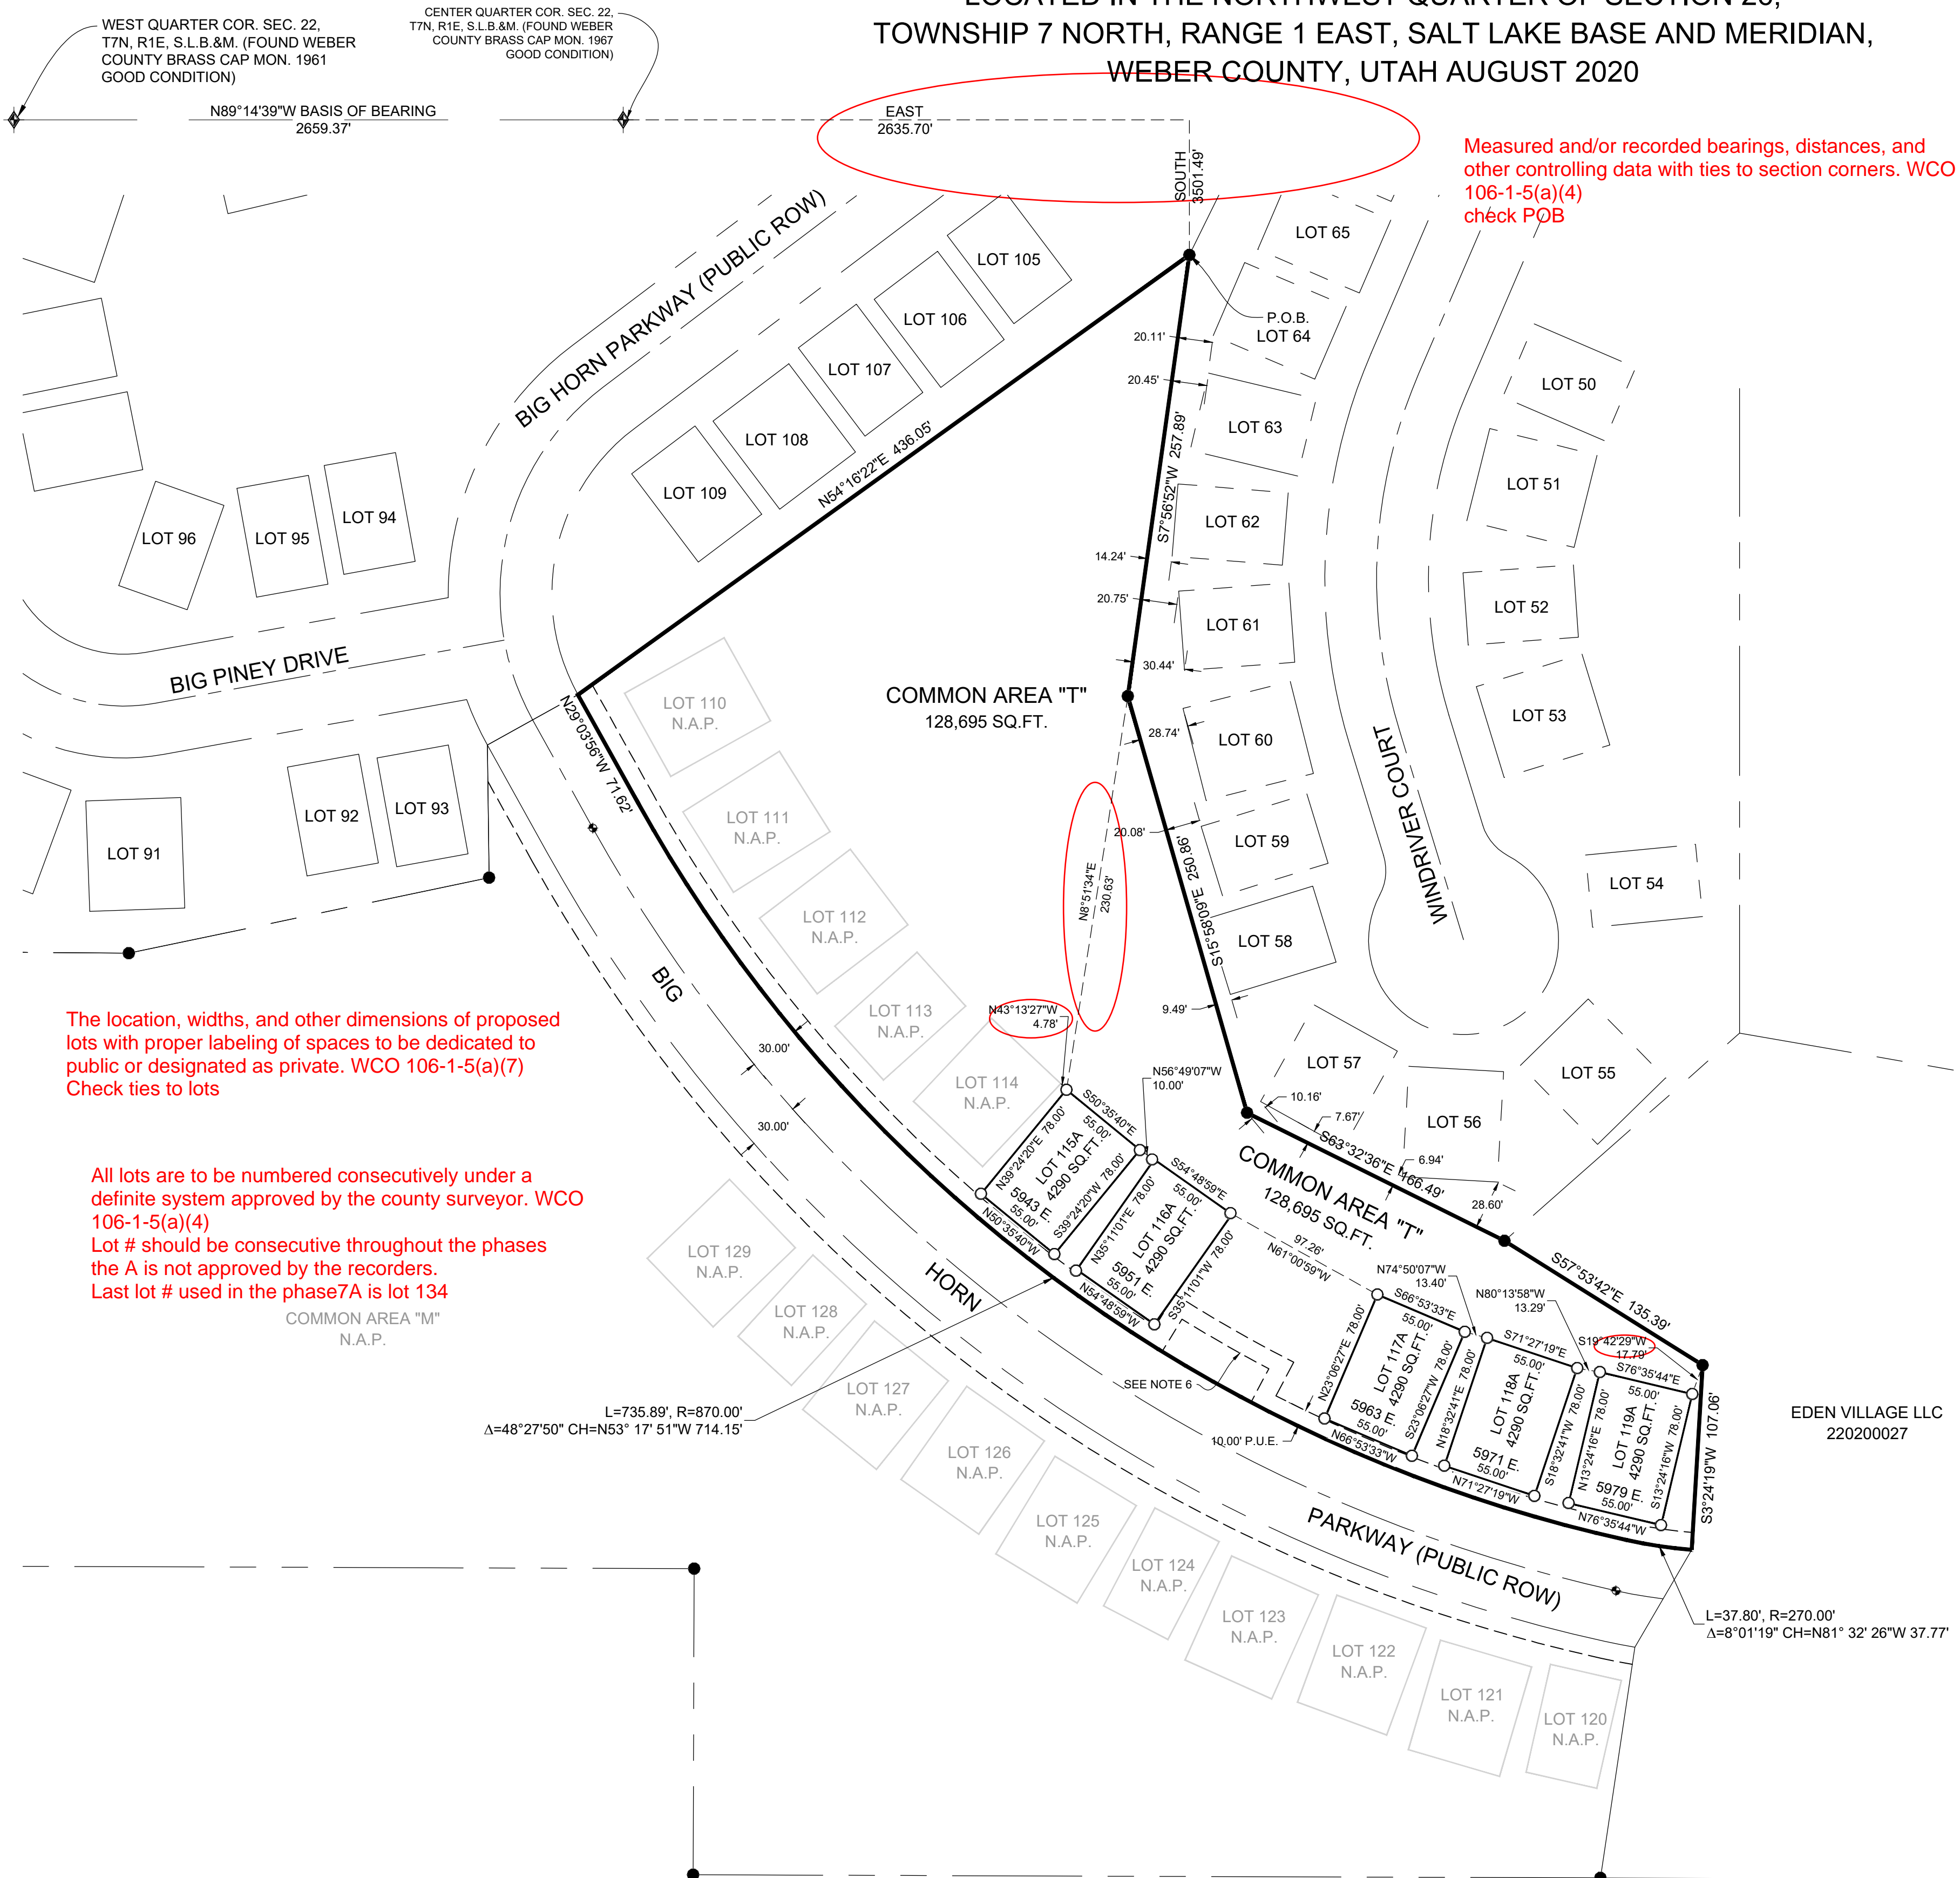 LOCATED IN THE NORTHWEST QUARTER OF SECTION 26,
TOWNSHIP 7 NORTH, RANGE 1 EAST, SALT LAKE BASE AND MERIDIAN,
WEBER COUNTY, UTAH AUGUST 2020
WEST QUARTER COR. SEC. 22,
T7N, R1E, S.L.B.&M. (FOUND WEBER
COUNTY BRASS CAP MON. 1961
GOOD CONDITION)
CENTER QUARTER COR. SEC. 22,
T7N, R1E, S.L.B.&M. (FOUND WEBER
COUNTY BRASS CAP MON. 1967
GOOD CONDITION)
N89°14'39"W BASIS OF BEARING
2659.37'
EAST
2635.70'
SOUTH
3501.49'
Measured and/or recorded bearings, distances, and
other controlling data with ties to section corners. WCO
106-1-5(a)(4)
check POB
BIG HORN PARKWAY (PUBLIC ROW)
LOT 105
LOT 106
LOT 107
LOT 108
LOT 109
N54°16'22"E 436.05'
P.O.B.
LOT 65
LOT 64
LOT 63
LOT 62
LOT 61
LOT 60
LOT 59
LOT 58
LOT 57
LOT 56
LOT 55
LOT 54
LOT 53
LOT 52
LOT 51
LOT 50
20.11'
20.45'
S7°56'52"W 257.89'
14.24'
20.75'
30.44'
28.74'
20.08'
S15°58'09"E 250.86'
9.49'
WINDRIVER COURT
LOT 96
LOT 95
LOT 94
BIG PINEY DRIVE
LOT 91
LOT 92
LOT 93
N29°03'56"W 71.62'
LOT 110
N.A.P.
LOT 111
N.A.P.
LOT 112
N.A.P.
LOT 113
N.A.P.
LOT 114
N.A.P.
COMMON AREA "T"
128,695 SQ.FT.
N8°51'34"E
230.63'
N43°13'27"W
4.78'
N56°49'07"W
10.00'
The location, widths, and other dimensions of proposed
lots with proper labeling of spaces to be dedicated to
public or designated as private. WCO 106-1-5(a)(7)
Check ties to lots
All lots are to be numbered consecutively under a
definite system approved by the county surveyor. WCO
106-1-5(a)(4)
Lot # should be consecutive throughout the phases
the A is not approved by the recorders.
Last lot # used in the phase7A is lot 134
COMMON AREA "M"
N.A.P.
BIG
HORN
PARKWAY (PUBLIC ROW)
30.00'
30.00'
S50°35'40"E
55.00'
N39°24'20"E 78.00'
LOT 115A
4290 SQ.FT.
5943 E.
S39°24'20"W 78.00'
55.00'
N50°35'40"W
S54°48'59"E
55.00'
N35°11'01"E 78.00'
LOT 116A
4290 SQ.FT.
5951 E.
S35°11'01"W 78.00'
55.00'
N54°48'59"W
10.16'
7.67'
S63°32'36"E 166.49'
6.94'
28.60'
COMMON AREA "T"
128,695 SQ.FT.
97.26'
N61°00'59"W
N74°50'07"W
13.40'
N80°13'58"W
13.29'
S57°53'42"E 135.39'
S19°42'29"W
17.79'
S66°53'33"E
55.00'
N23°06'27"E 78.00'
LOT 117A
4290 SQ.FT.
5963 E.
S23°06'27"W 78.00'
55.00'
N66°53'33"W
S71°27'19"E
55.00'
N18°32'41"E 78.00'
LOT 118A
4290 SQ.FT.
5971 E.
S18°32'41"W 78.00'
55.00'
N71°27'19"W
S76°35'44"E
55.00'
N13°24'16"E 78.00'
LOT 119A
4290 SQ.FT.
5979 E.
S13°24'16"W 78.00'
55.00'
N76°35'44"W
S3°24'19"W 107.06'
EDEN VILLAGE LLC
220200027
SEE NOTE 6
10.00' P.U.E.
L=735.89', R=870.00'
Δ=48°27'50" CH=N53° 17' 51"W 714.15'
L=37.80', R=270.00'
Δ=8°01'19" CH=N81° 32' 26"W 37.77'
LOT 129
N.A.P.
LOT 128
N.A.P.
LOT 127
N.A.P.
LOT 126
N.A.P.
LOT 125
N.A.P.
LOT 124
N.A.P.
LOT 123
N.A.P.
LOT 122
N.A.P.
LOT 121
N.A.P.
LOT 120
N.A.P.